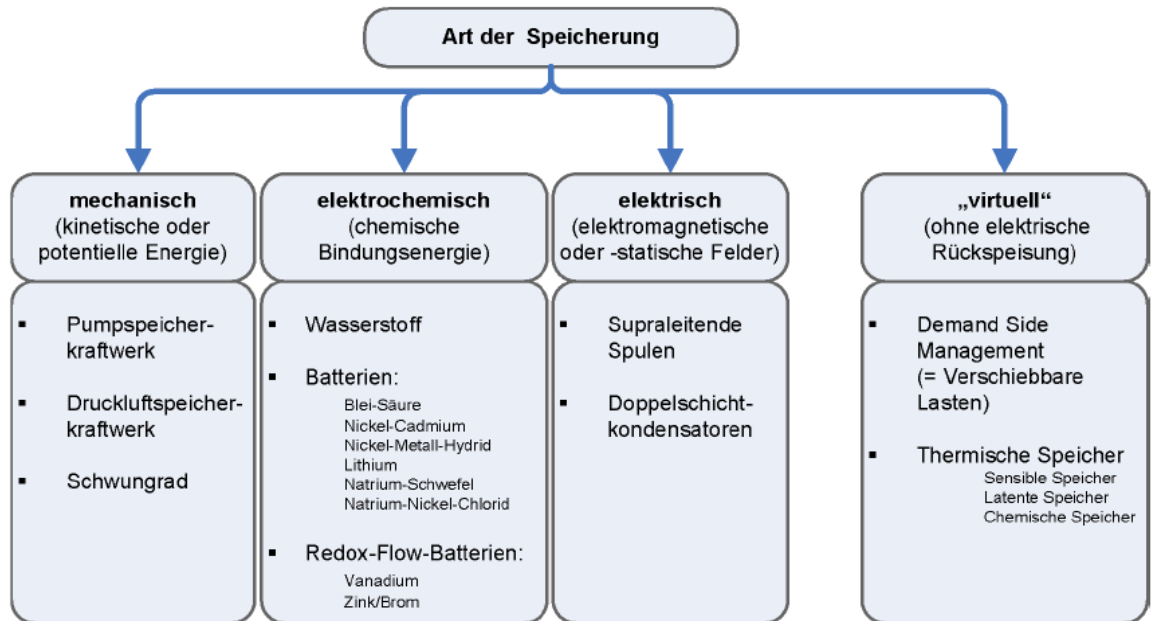 Art der Speicherung
mechanisch
(kinetische oder
potentielle Energie)
▪ Pumpspeicher-
kraftwerk
▪ Druckluftspeicher-
kraftwerk
▪ Schwungrad
elektrochemisch
(chemische
Bindungsenergie)
▪ Wasserstoff
▪ Batterien:
Blei-Säure
Nickel-Cadmium
Nickel-Metall-Hydrid
Lithium
Natrium-Schwefel
Natrium-Nickel-Chlorid
▪ Redox-Flow-Batterien:
Vanadium
Zink/Brom
elektrisch
(elektromagnetische
oder -statische Felder)
▪ Supraleitende
Spulen
▪ Doppelschicht-
kondensatoren
„virtuell“
(ohne elektrische
Rückspeisung)
▪ Demand Side
Management
(= Verschiebbare
Lasten)
▪ Thermische Speicher
Sensible Speicher
Latente Speicher
Chemische Speicher